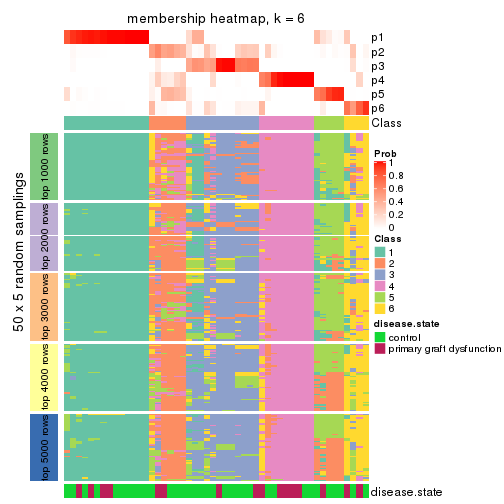 membership heatmap, k = 6
p1
p2
p3
p4
p5
p6
Class
50 x 5 random samplings
top 1000 rows
top 2000 rows
top 3000 rows
top 4000 rows
top 5000 rows
disease.state
Prob
1
0.8
0.6
0.4
0.2
0
Class
1
2
3
4
5
6
disease.state
control
primary graft dysfunction